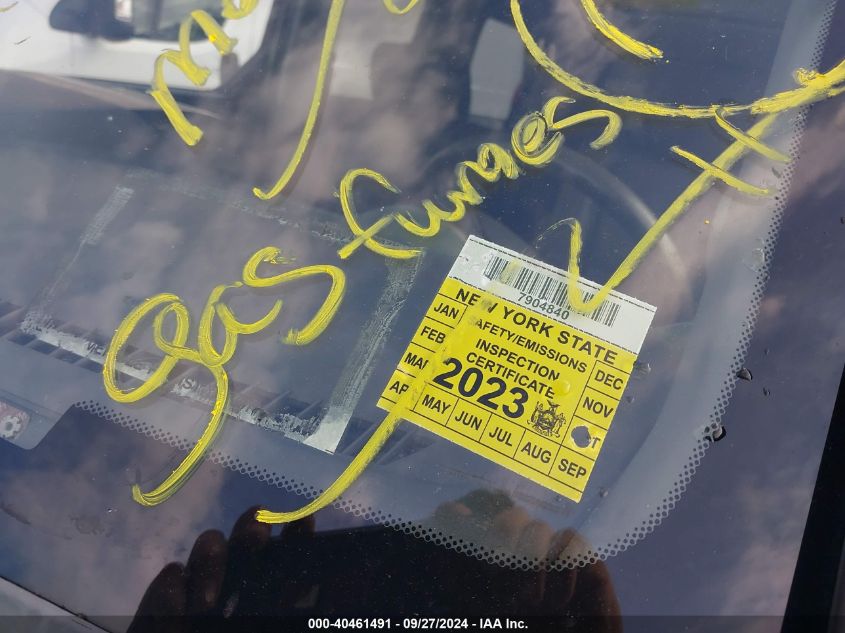 gas fumes
7904840
NEW YORK STATE
SAFETY/EMISSIONS
INSPECTION
CERTIFICATE
2023
JAN
FEB
MAR
APR
MAY JUN JUL AUG SEP
DEC
NOV
000-40461491 - 09/27/2024 - IAA Inc.